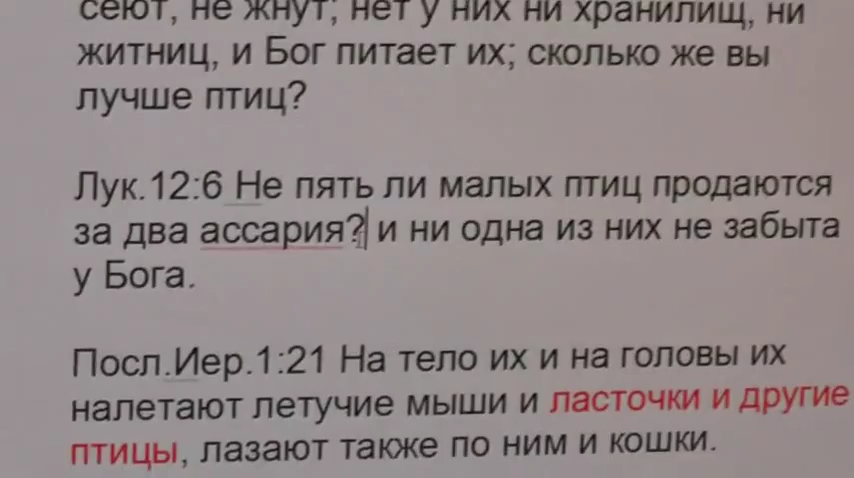 сеют, не жнут; нет у них ни хранилищ, ни
житниц, и Бог питает их; сколько же вы
лучше птиц?
Лук.12:6 Не пять ли малых птиц продаются
за два ассария? и ни одна из них не забыта
у Бога.
Посл.Иер.1:21 На тело их и на головы их
налетают летучие мыши и ласточки и другие
птицы, лазают также по ним и кошки.